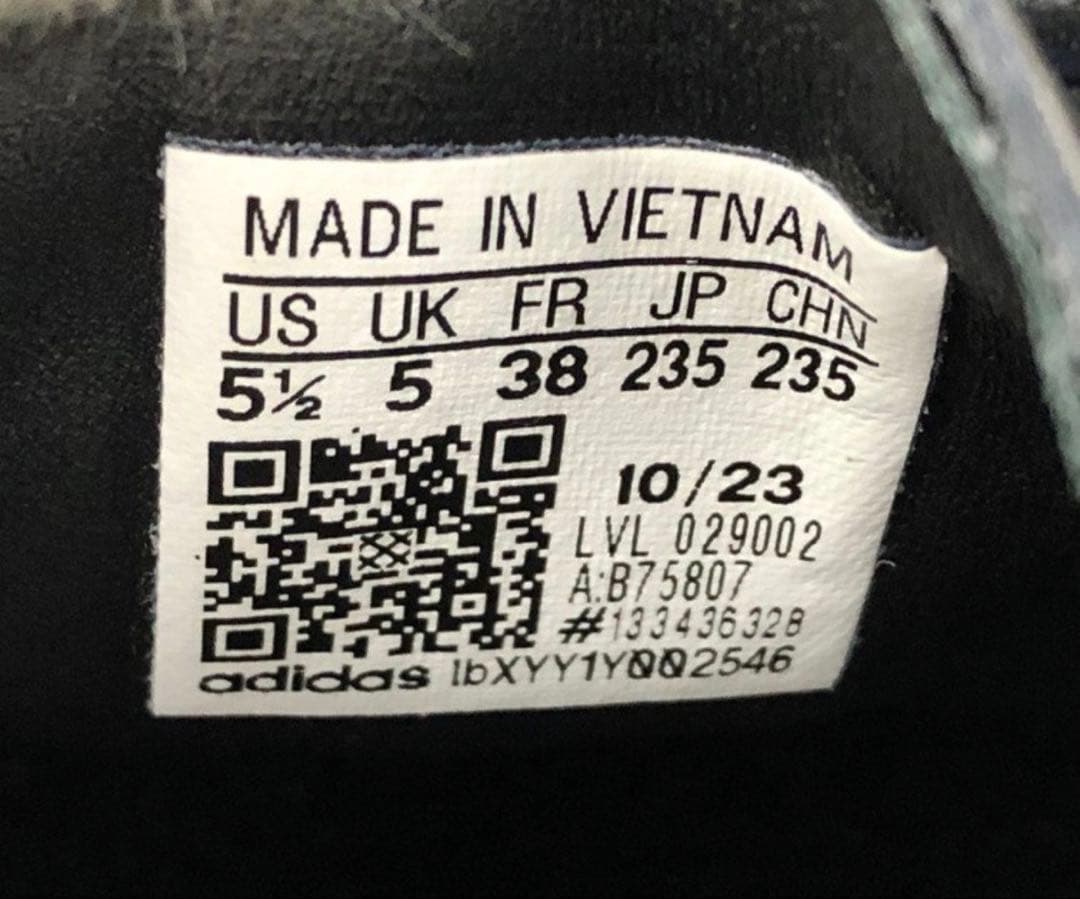 MADE IN VIETNAM
US UK FR JP CHN
5½ 5 38 235 235
10/23
LVL 029002
A:B75807
#133436328
adidas lbXYY1Y002546